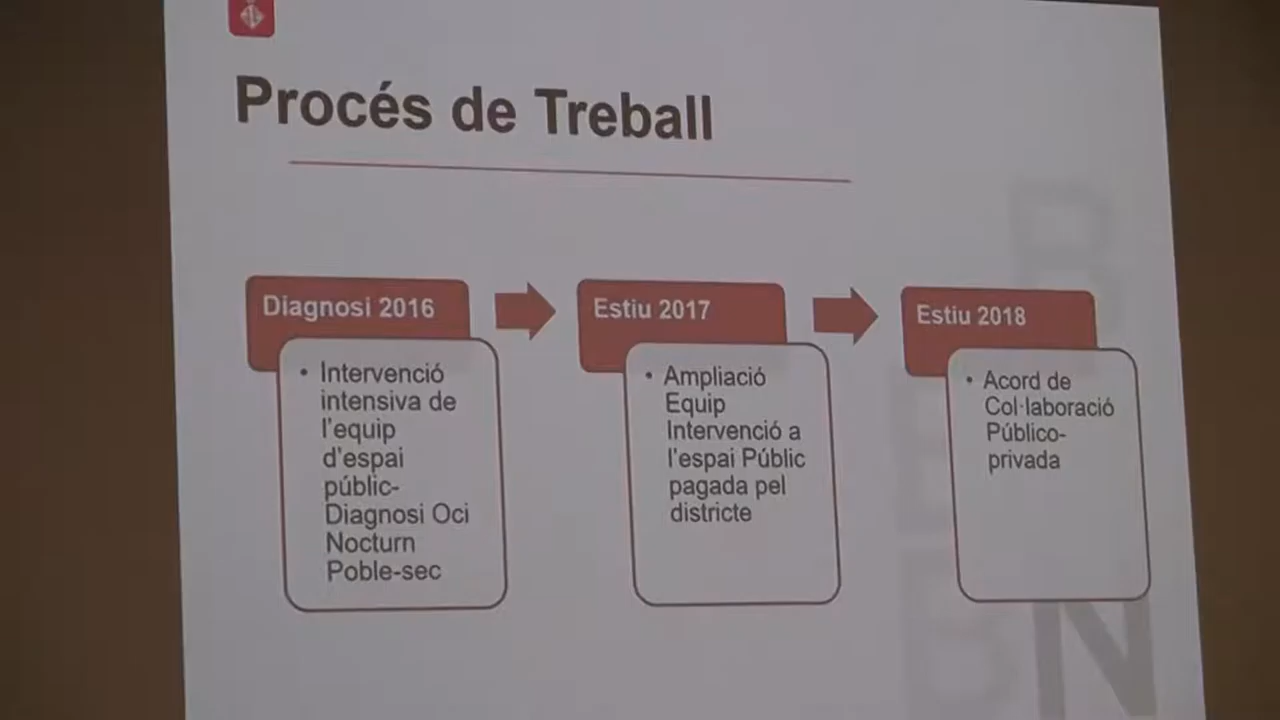 Procés de Treball
Diagnosi 2016
• Intervenció
intensiva de
l'equip
d'espai
públic-
Diagnosi Oci
Nocturn
Poble-sec
Estiu 2017
• Ampliació
Equip
Intervenció a
l'espai Públic
pagada pel
districte
Estiu 2018
• Acord de
Col·laboració
Público-
privada